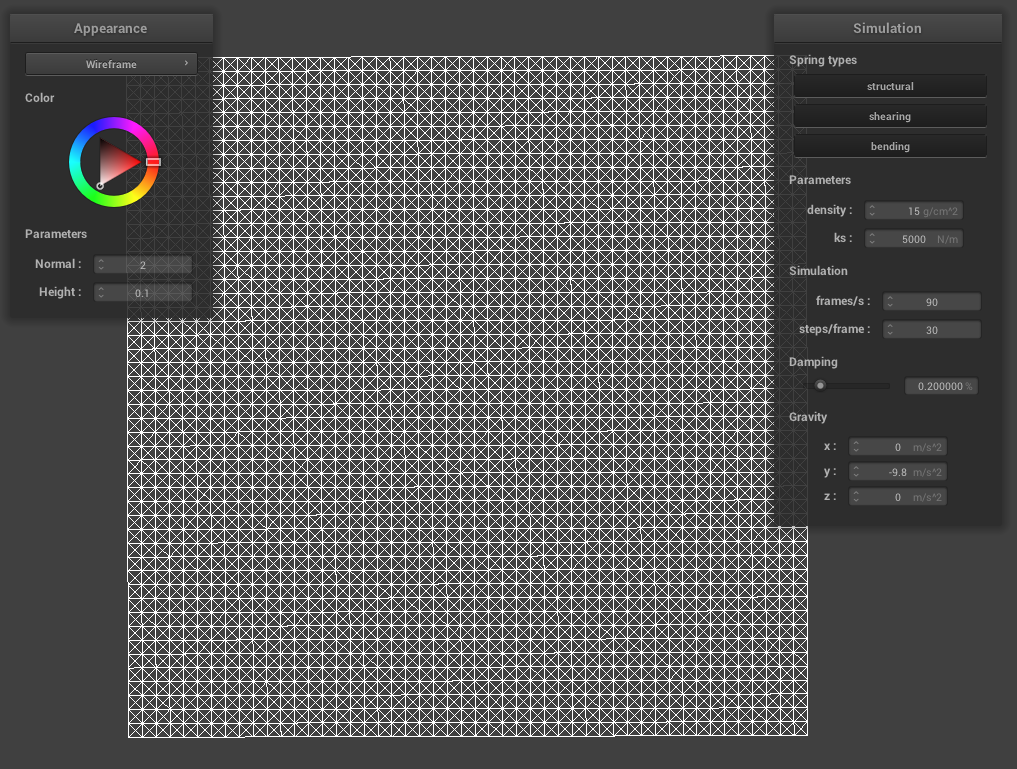 Appearance
Wireframe ›
Color
Parameters
Normal : 2
Height : 0.1
Simulation
Spring types
structural
shearing
bending
Parameters
density : 15 g/cm^2
ks : 5000 N/m
Simulation
frames/s : 90
steps/frame : 30
Damping
0.200000 %
Gravity
x : 0 m/s^2
y : -9.8 m/s^2
z : 0 m/s^2